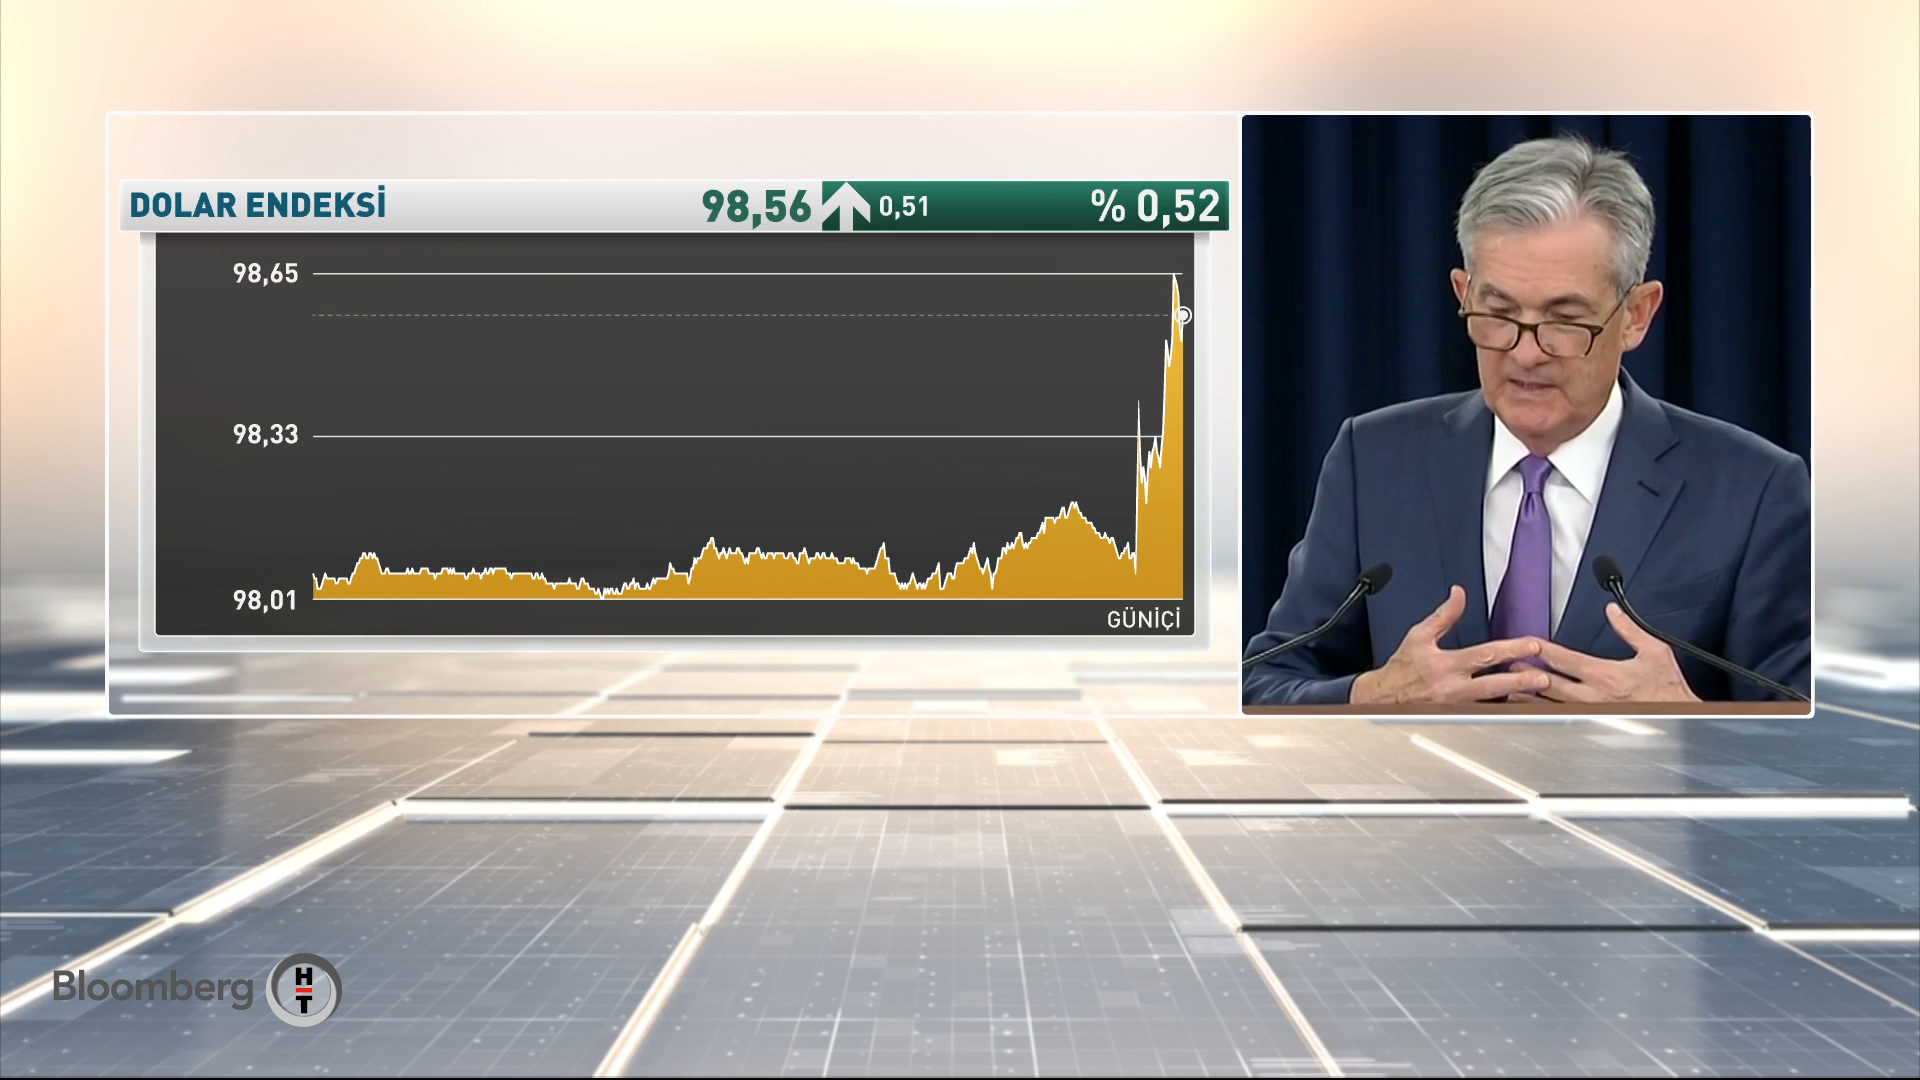 DOLAR ENDEKSİ 98,56 0,51 % 0,52
98,65
98,33
98,01
GÜNİÇİ
Bloomberg HT